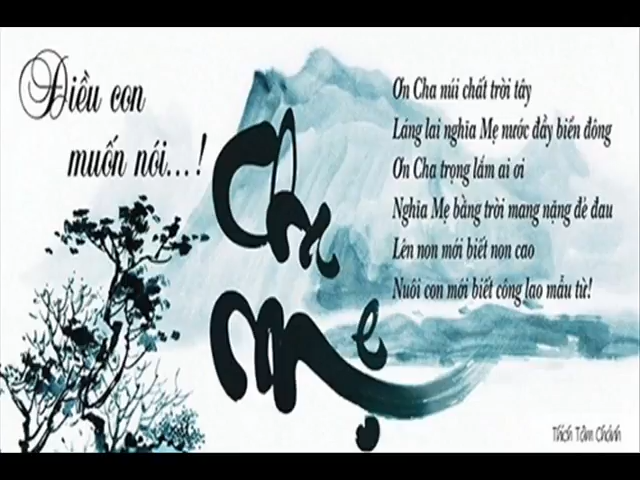 Điều con
muốn nói...!
Cha
Mẹ
Ơn Cha núi chất trời tây
Láng lai nghĩa Mẹ nước đầy biển đông
Ơn Cha trọng lắm ai ơi
Nghĩa Mẹ bằng trời mang nặng đẻ đau
Lên non mới biết non cao
Nuôi con mới biết công lao mẫu từ!
Thích Tâm Chánh